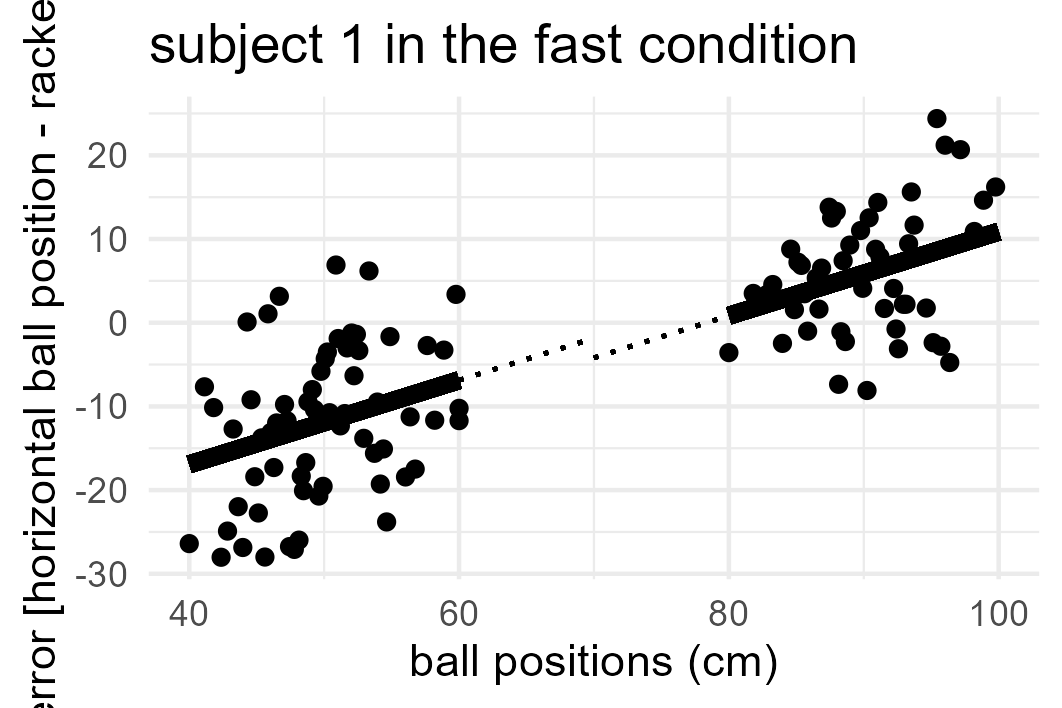 subject 1 in the fast condition
error [horizontal ball position - racke
20
10
0
-10
-20
-30
40 60 80 100
ball positions (cm)